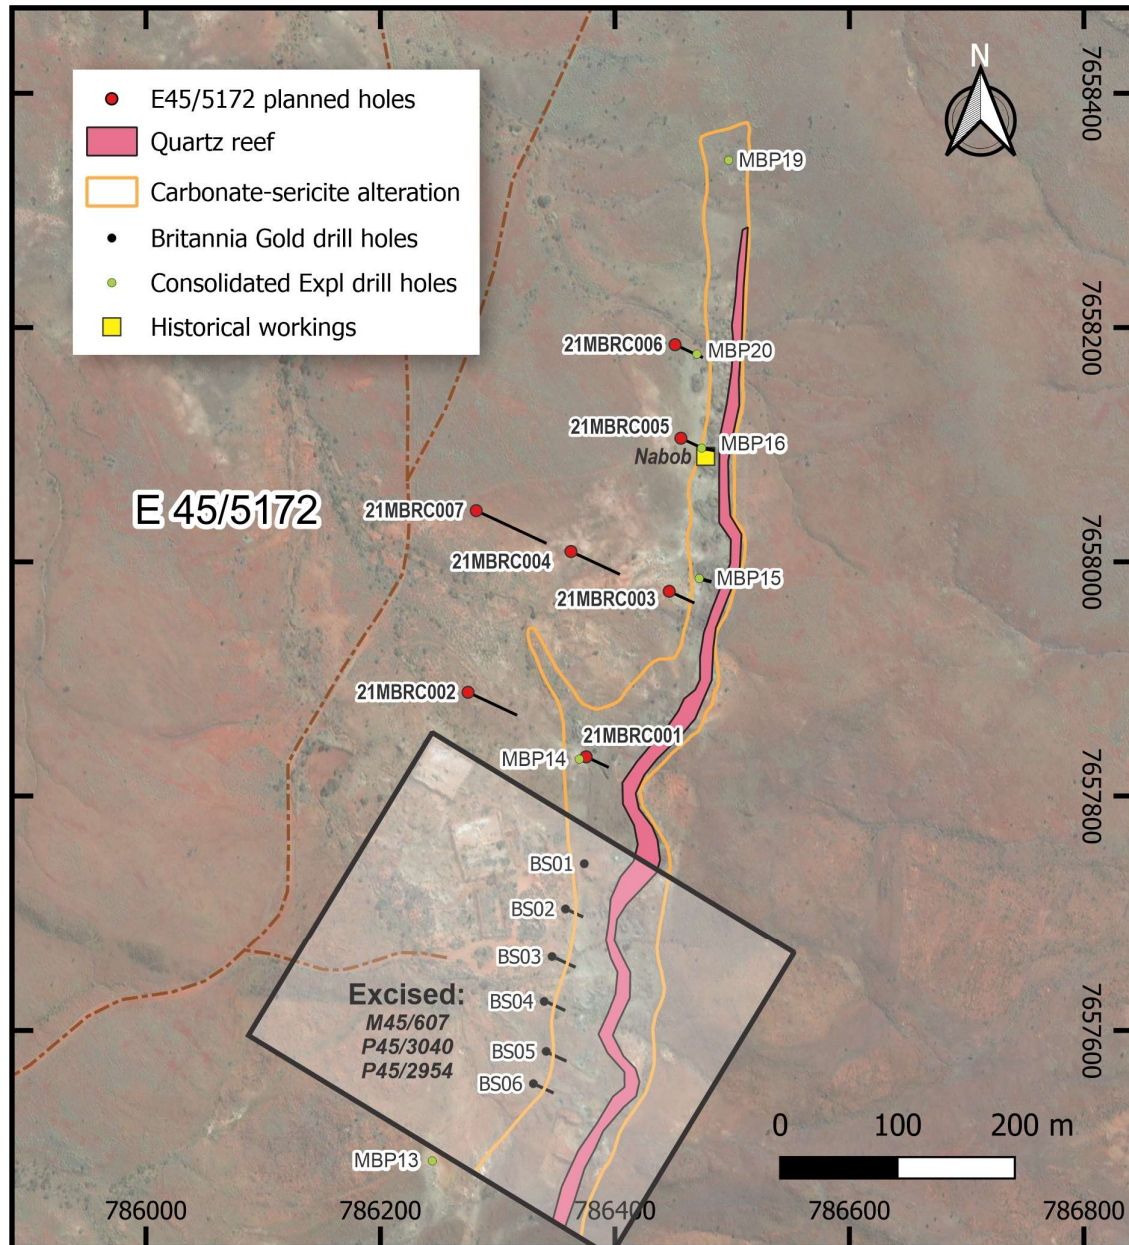 N
7658400
E45/5172 planned holes
Quartz reef
Carbonate-sericite alteration
Britannia Gold drill holes
Consolidated Expl drill holes
Historical workings
MBP19
7658200
21MBRC006
MBP20
21MBRC005
MBP16
Nabob
E 45/5172
21MBRC007
21MBRC004
7658000
MBP15
21MBRC003
21MBRC002
21MBRC001
MBP14
7657800
BS01
BS02
BS03
Excised:
M45/607
P45/3040
P45/2954
BS04
7657600
BS05
BS06
0 100 200 m
MBP13
786000 786200 786400 786600 786800